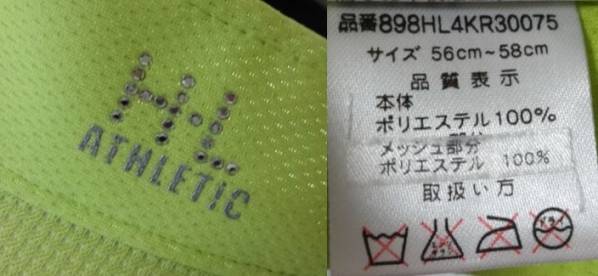 H·L
ATHLETIC
品番898HL4KR30075
サイズ 56cm~58cm
品質表示
本体
ポリエステル100%
メッシュ部分
ポリエステル 100%
取扱い方